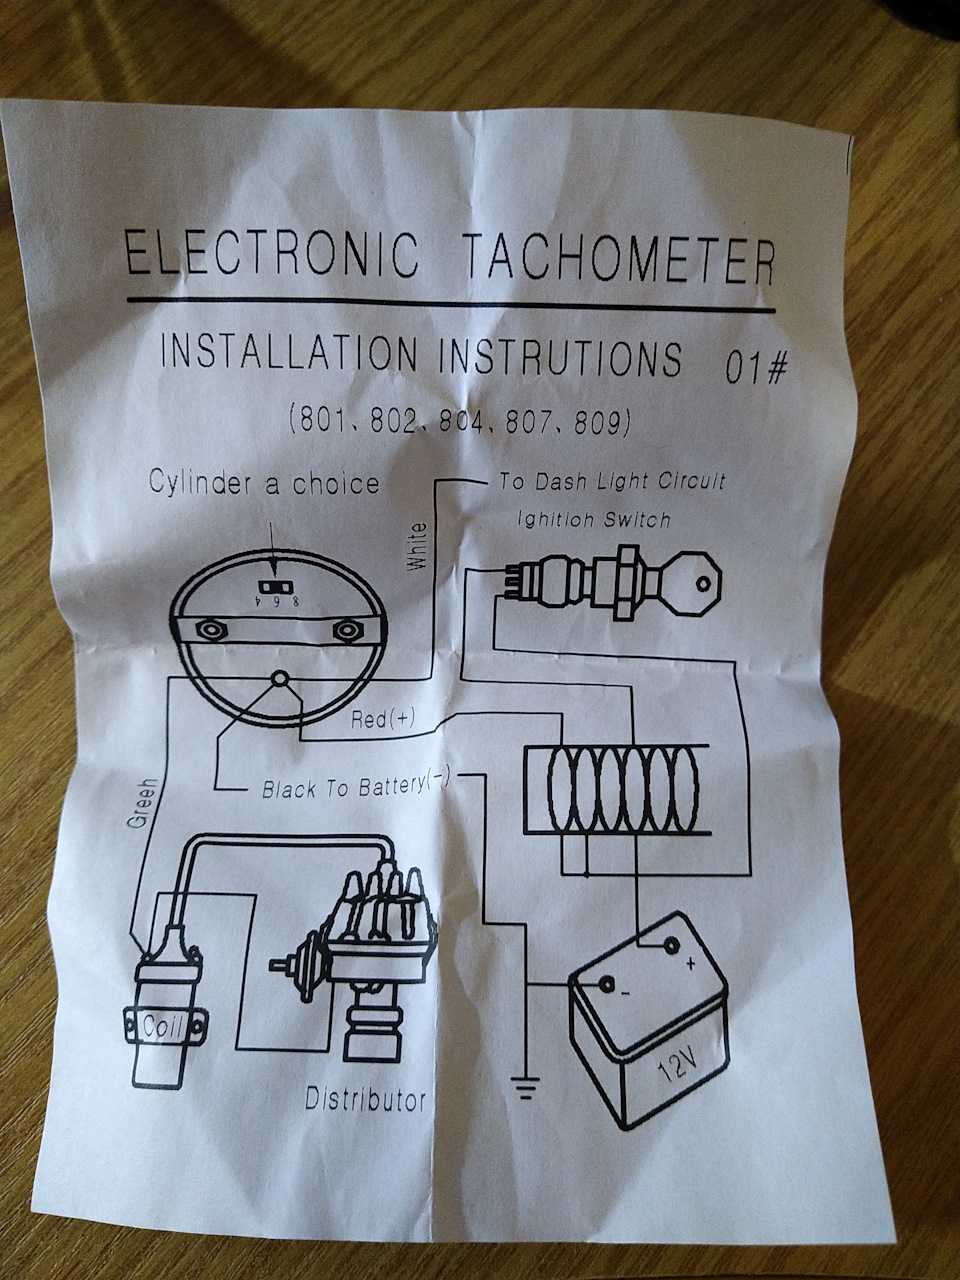 ELECTRONIC TACHOMETER
INSTALLATION INSTRUTIONS 01#
(801、802、804、807、809)
Cylinder a choice
To Dash Light Circuit
Ignitioh Switch
White
4 6 8
Red(+)
Black To Battery(-)
Greeh
+
-
Coil
12V
Distributor